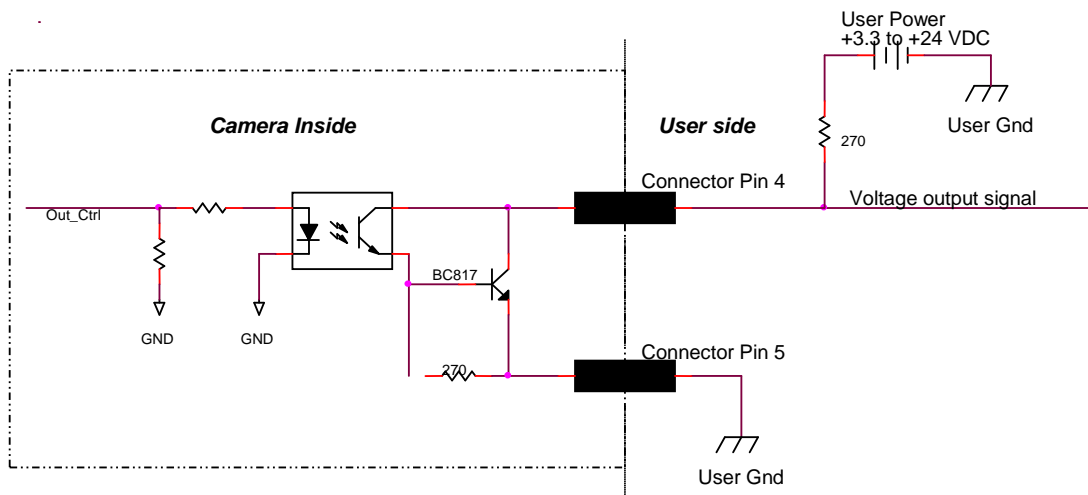 User Power
+3.3 to +24 VDC
Camera Inside
User side
User Gnd
270
Connector Pin 4
Out_Ctrl
Voltage output signal
BC817
GND
GND
Connector Pin 5
270
User Gnd